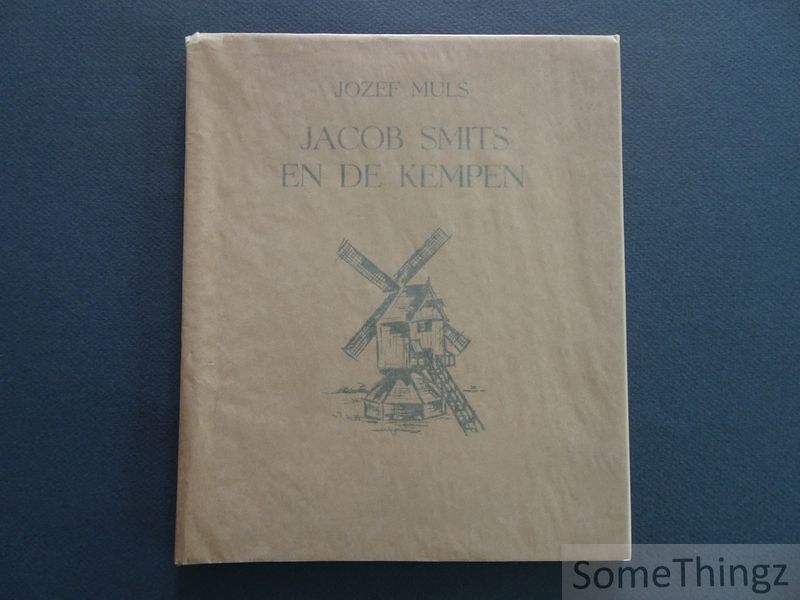 JOZEF MULS
JACOB SMITS
EN DE KEMPEN
SomeThingz